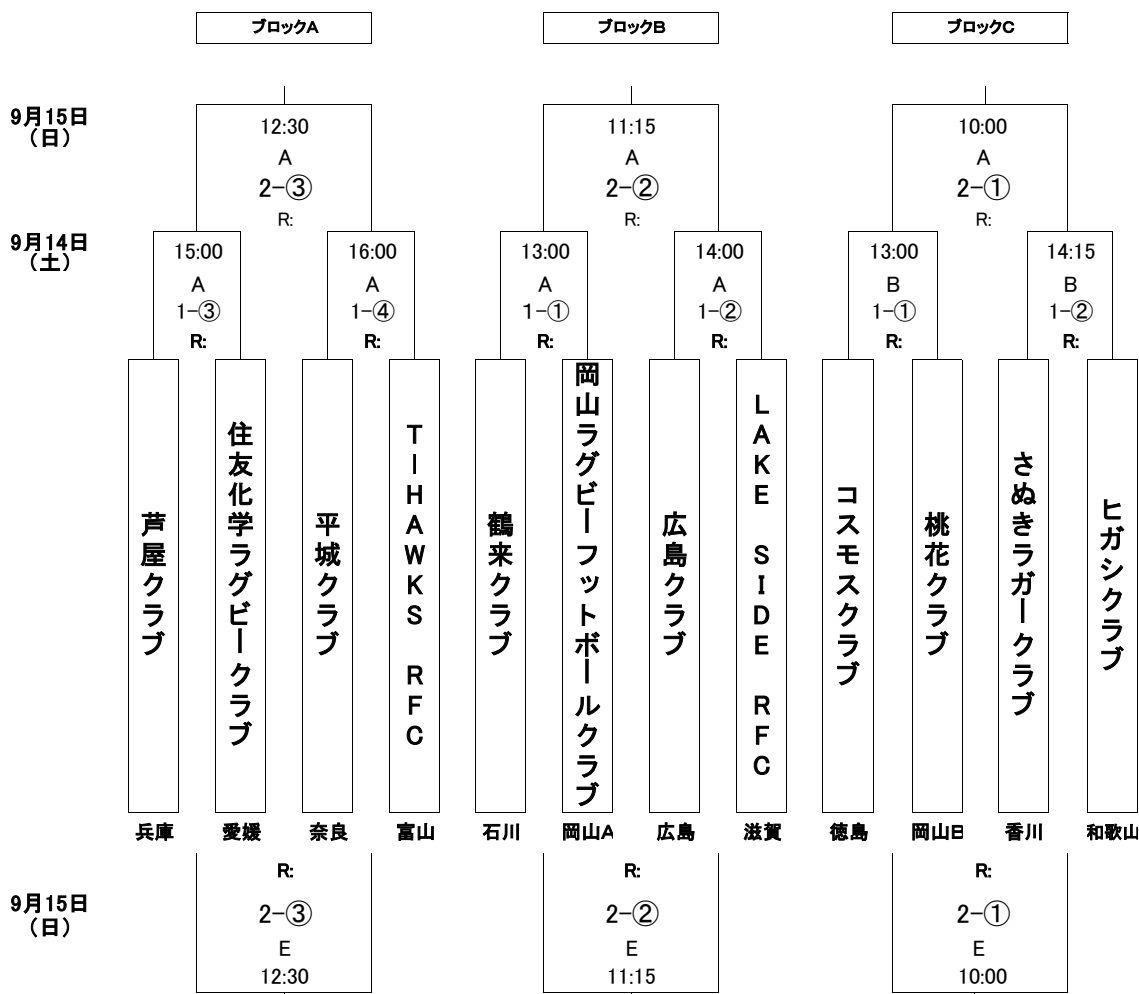 ブロックA
ブロックB
ブロックC
9月15日
（日）
12:30
A
2-③
R:
11:15
A
2-②
R:
10:00
A
2-①
R:
9月14日
（土）
15:00
A
1-③
R:
16:00
A
1-④
R:
13:00
A
1-①
R:
14:00
A
1-②
R:
13:00
B
1-①
R:
14:15
B
1-②
R:
芦屋クラブ
住友化学ラグビークラブ
平城クラブ
TIHAWKS RFC
鶴来クラブ
岡山ラグビーフットボールクラブ
広島クラブ
LAKE SIDE RFC
コスモスクラブ
桃花クラブ
さぬきラガークラブ
ヒガシクラブ
兵庫
愛媛
奈良
富山
石川
岡山A
広島
滋賀
徳島
岡山B
香川
和歌山
9月15日
（日）
R:
2-③
E
12:30
R:
2-②
E
11:15
R:
2-①
E
10:00